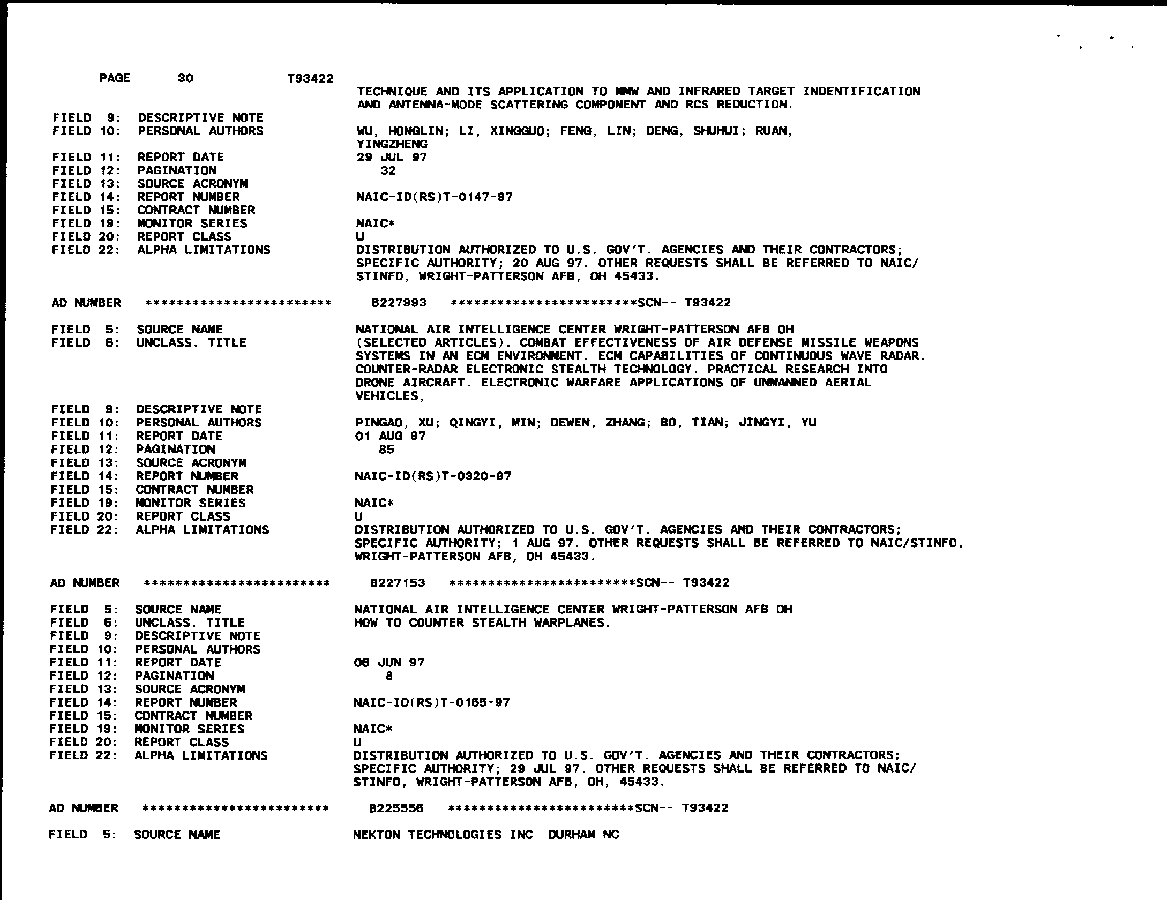 PAGE 30 T93422
TECHNIQUE AND ITS APPLICATION TO MMW AND INFRARED TARGET INDENTIFICATION
AND ANTENNA-MODE SCATTERING COMPONENT AND RCS REDUCTION.
FIELD 9: DESCRIPTIVE NOTE
FIELD 10: PERSONAL AUTHORS WU, HONGLIN; LI, XINGGUO; FENG, LIN; DENG, SHUHUI; RUAN,
YINGZHENG
FIELD 11: REPORT DATE 29 JUL 97
FIELD 12: PAGINATION 32
FIELD 13: SOURCE ACRONYM
FIELD 14: REPORT NUMBER NAIC-ID(RS)T-0147-97
FIELD 15: CONTRACT NUMBER
FIELD 19: MONITOR SERIES NAIC*
FIELD 20: REPORT CLASS U
FIELD 22: ALPHA LIMITATIONS DISTRIBUTION AUTHORIZED TO U.S. GOV'T. AGENCIES AND THEIR CONTRACTORS;
SPECIFIC AUTHORITY; 20 AUG 97. OTHER REQUESTS SHALL BE REFERRED TO NAIC/
STINFO, WRIGHT-PATTERSON AFB, OH 45433.
AD NUMBER ************************ B227993 ************************SCN-- T93422
FIELD 5: SOURCE NAME NATIONAL AIR INTELLIGENCE CENTER WRIGHT-PATTERSON AFB OH
FIELD 6: UNCLASS. TITLE (SELECTED ARTICLES). COMBAT EFFECTIVENESS OF AIR DEFENSE MISSILE WEAPONS
SYSTEMS IN AN ECM ENVIRONMENT. ECM CAPABILITIES OF CONTINUOUS WAVE RADAR.
COUNTER-RADAR ELECTRONIC STEALTH TECHNOLOGY. PRACTICAL RESEARCH INTO
DRONE AIRCRAFT. ELECTRONIC WARFARE APPLICATIONS OF UNMANNED AERIAL
VEHICLES,
FIELD 9: DESCRIPTIVE NOTE
FIELD 10: PERSONAL AUTHORS PINGAO, XU; QINGYI, MIN; DEWEN, ZHANG; BO, TIAN; JINGYI, YU
FIELD 11: REPORT DATE 01 AUG 97
FIELD 12: PAGINATION 85
FIELD 13: SOURCE ACRONYM
FIELD 14: REPORT NUMBER NAIC-ID(RS)T-0320-97
FIELD 15: CONTRACT NUMBER
FIELD 19: MONITOR SERIES NAIC*
FIELD 20: REPORT CLASS U
FIELD 22: ALPHA LIMITATIONS DISTRIBUTION AUTHORIZED TO U.S. GOV'T. AGENCIES AND THEIR CONTRACTORS;
SPECIFIC AUTHORITY; 1 AUG 97. OTHER REQUESTS SHALL BE REFERRED TO NAIC/STINFO,
WRIGHT-PATTERSON AFB, OH 45433.
AD NUMBER ************************ B227153 ************************SCN-- T93422
FIELD 5: SOURCE NAME NATIONAL AIR INTELLIGENCE CENTER WRIGHT-PATTERSON AFB OH
FIELD 6: UNCLASS. TITLE HOW TO COUNTER STEALTH WARPLANES.
FIELD 9: DESCRIPTIVE NOTE
FIELD 10: PERSONAL AUTHORS
FIELD 11: REPORT DATE 06 JUN 97
FIELD 12: PAGINATION 8
FIELD 13: SOURCE ACRONYM
FIELD 14: REPORT NUMBER NAIC-ID(RS)T-0165-97
FIELD 15: CONTRACT NUMBER
FIELD 19: MONITOR SERIES NAIC*
FIELD 20: REPORT CLASS U
FIELD 22: ALPHA LIMITATIONS DISTRIBUTION AUTHORIZED TO U.S. GOV'T. AGENCIES AND THEIR CONTRACTORS;
SPECIFIC AUTHORITY; 29 JUL 97. OTHER REQUESTS SHALL BE REFERRED TO NAIC/
STINFO, WRIGHT-PATTERSON AFB, OH, 45433.
AD NUMBER ************************ B225556 ************************SCN-- T93422
FIELD 5: SOURCE NAME NEKTON TECHNOLOGIES INC DURHAM NC